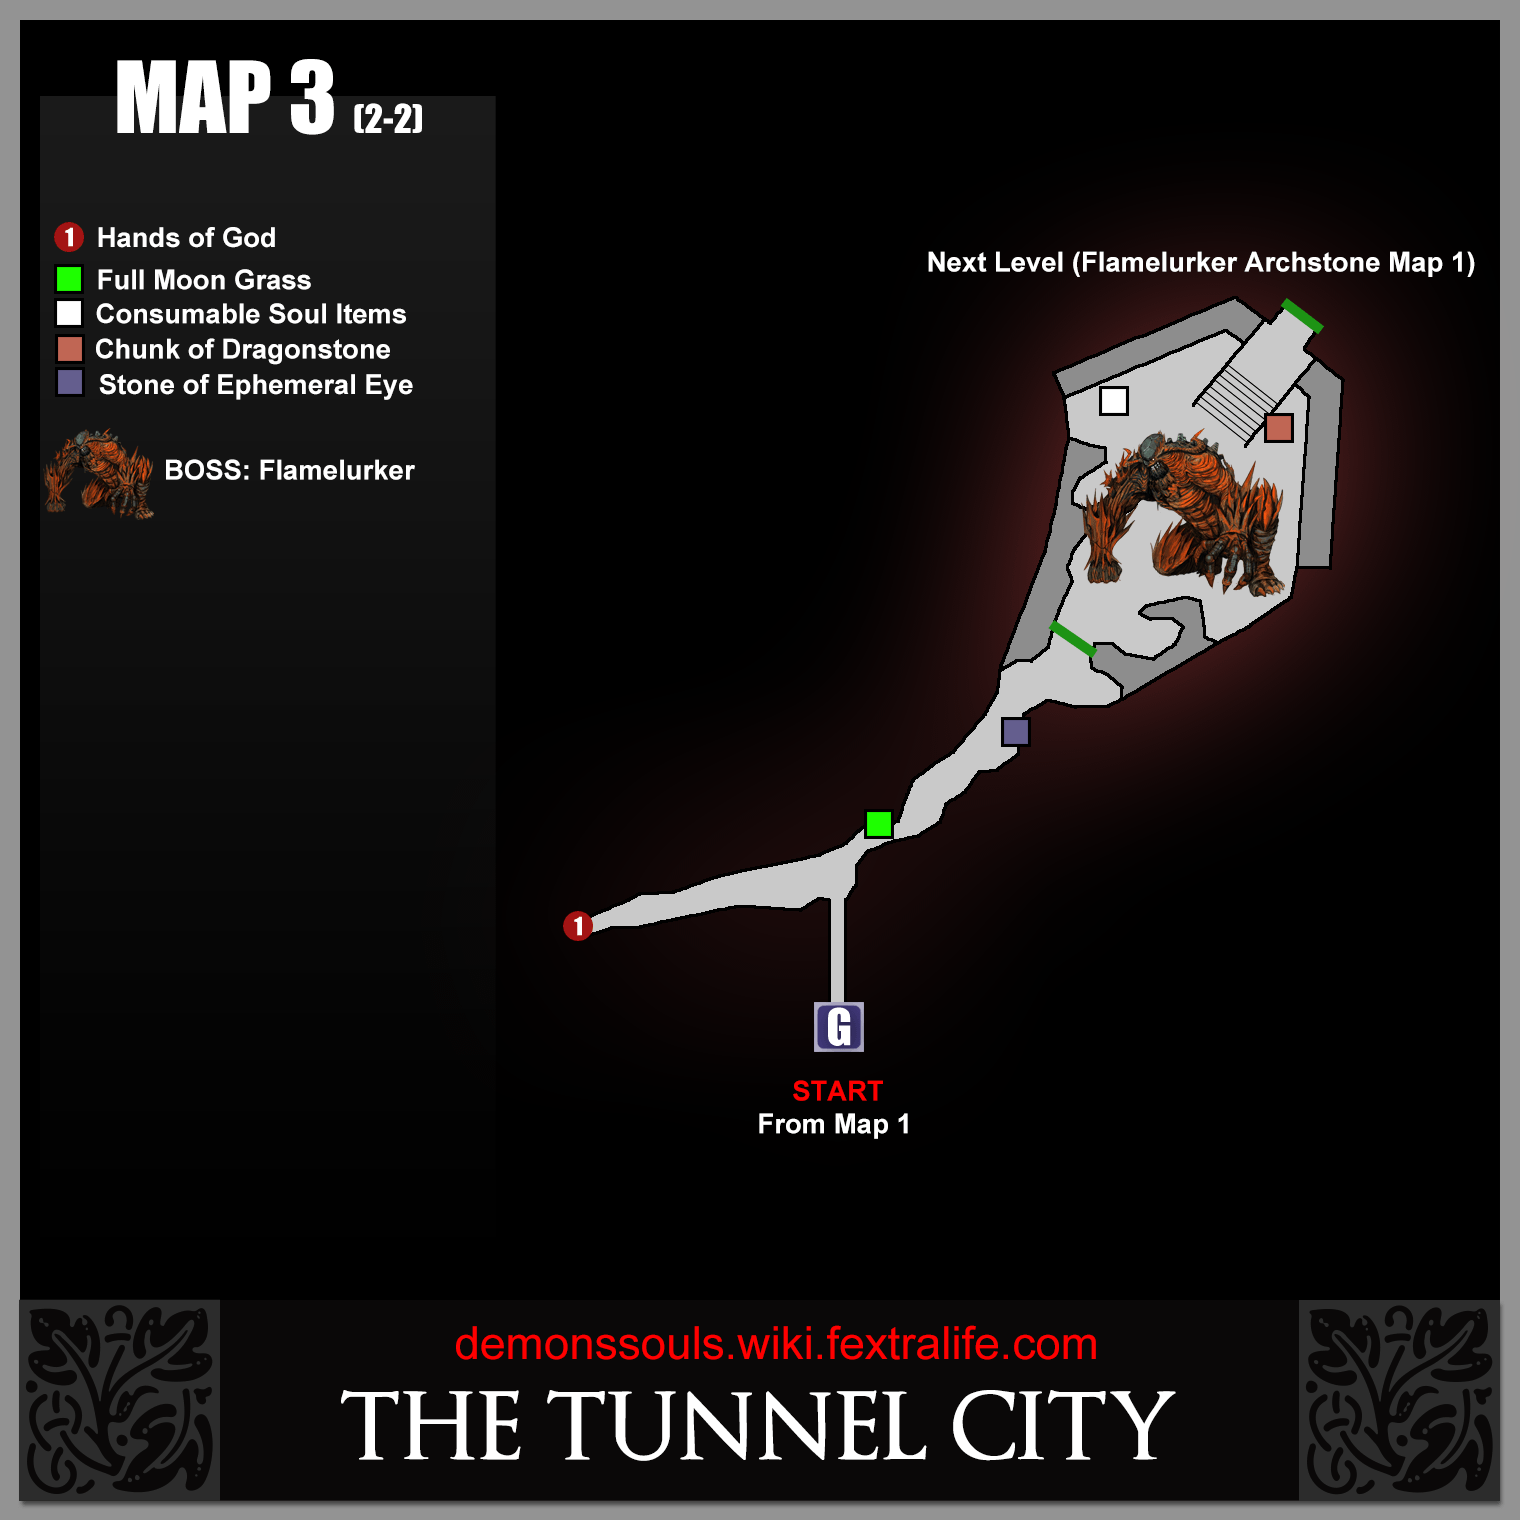 MAP 3 (2-2)
1 Hands of God
Full Moon Grass
Consumable Soul Items
Chunk of Dragonstone
Stone of Ephemeral Eye
BOSS: Flamelurker
Next Level (Flamelurker Archstone Map 1)
1
G
START
From Map 1
demonssouls.wiki.fextralife.com
THE TUNNEL CITY